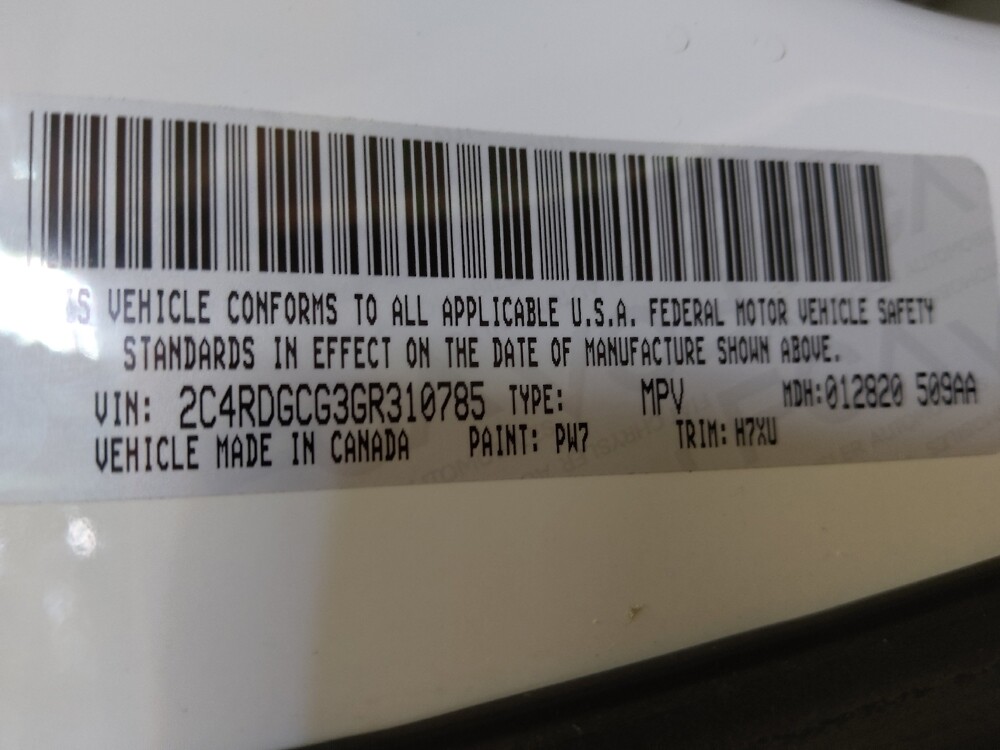 IS VEHICLE CONFORMS TO ALL APPLICABLE U.S.A. FEDERAL MOTOR VEHICLE SAFETY
STANDARDS IN EFFECT ON THE DATE OF MANUFACTURE SHOWN ABOVE.
VIN: 2C4RDGCG3GR310785 TYPE: MPV MDH:012820 509AA
VEHICLE MADE IN CANADA PAINT: PW7 TRIM: H7XU